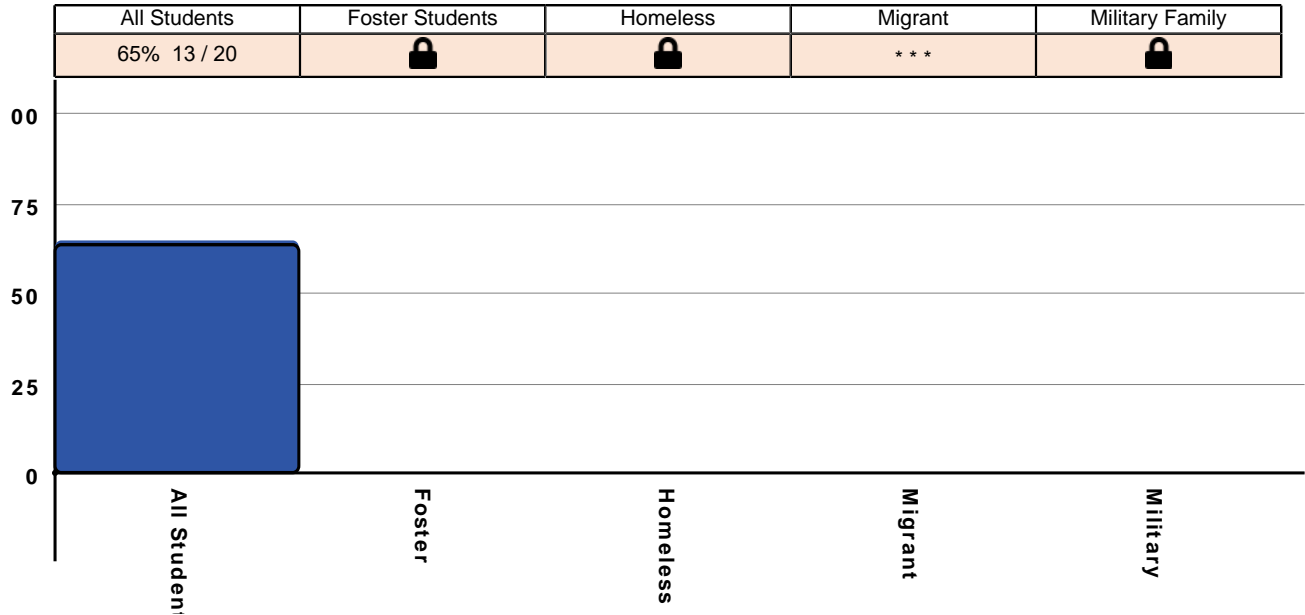 All Students Foster Students Homeless Migrant Military Family
65% 13 / 20 * * *
00
75
50
25
0
All Student
Foster
Homeless
Migrant
Military